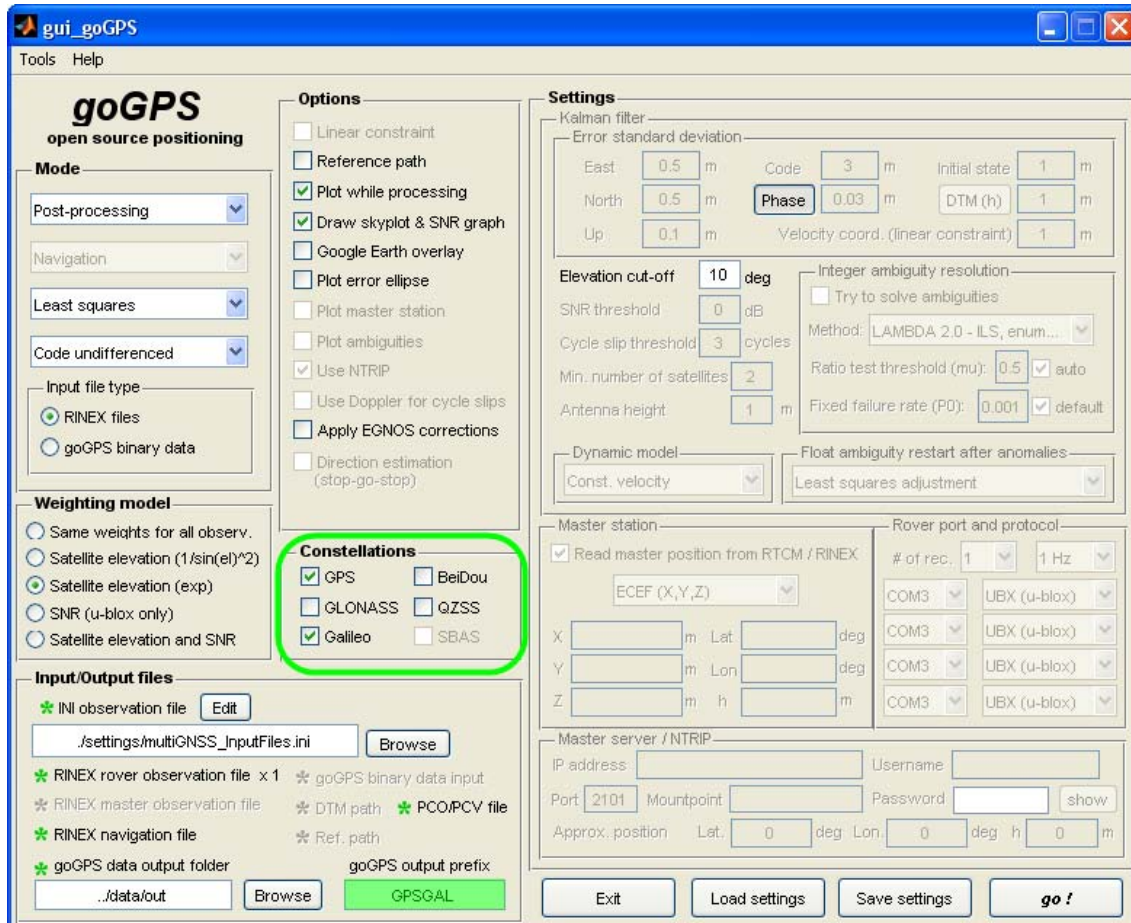 gui_goGPS
Tools Help
goGPS
open source positioning
Mode
Post-processing
Navigation
Least squares
Code undifferenced
Input file type
RINEX files
goGPS binary data
Weighting model
Same weights for all observ.
Satellite elevation (1/sin(el)^2)
Satellite elevation (exp)
SNR (u-blox only)
Satellite elevation and SNR
Options
Linear constraint
Reference path
Plot while processing
Draw skyplot & SNR graph
Google Earth overlay
Plot error ellipse
Plot master station
Plot ambiguities
Use NTRIP
Use Doppler for cycle slips
Apply EGNOS corrections
Direction estimation
(stop-go-stop)
Constellations
GPS BeiDou
GLONASS QZSS
Galileo SBAS
Input/Output files
INI observation file Edit
./settings/multiGNSS_InputFiles.ini Browse
RINEX rover observation file x 1 goGPS binary data input
RINEX master observation file DTM path PCO/PCV file
RINEX navigation file Ref. path
goGPS data output folder goGPS output prefix
../data/out Browse GPSGAL
Settings
Kalman filter
Error standard deviation
East 0.5 m Code 3 m Initial state 1 m
North 0.5 m Phase 0.03 m DTM (h) 1 m
Up 0.1 m Velocity coord. (linear constraint) 1 m
Elevation cut-off 10 deg
SNR threshold 0 dB
Cycle slip threshold 3 cycles
Min. number of satellites 2
Antenna height 1 m
Integer ambiguity resolution
Try to solve ambiguities
Method: LAMBDA 2.0 - ILS, enum...
Ratio test threshold (mu): 0.5 auto
Fixed failure rate (P0): 0.001 default
Dynamic model
Const. velocity
Float ambiguity restart after anomalies
Least squares adjustment
Master station
Read master position from RTCM / RINEX
ECEF (X,Y,Z)
X m Lat deg
Y m Lon deg
Z m h m
Rover port and protocol
# of rec. 1 1 Hz
COM3 UBX (u-blox)
COM3 UBX (u-blox)
COM3 UBX (u-blox)
COM3 UBX (u-blox)
Master server / NTRIP
IP address Username
Port 2101 Mountpoint Password show
Approx. position Lat. 0 deg Lon. 0 deg h 0 m
Exit Load settings Save settings go !